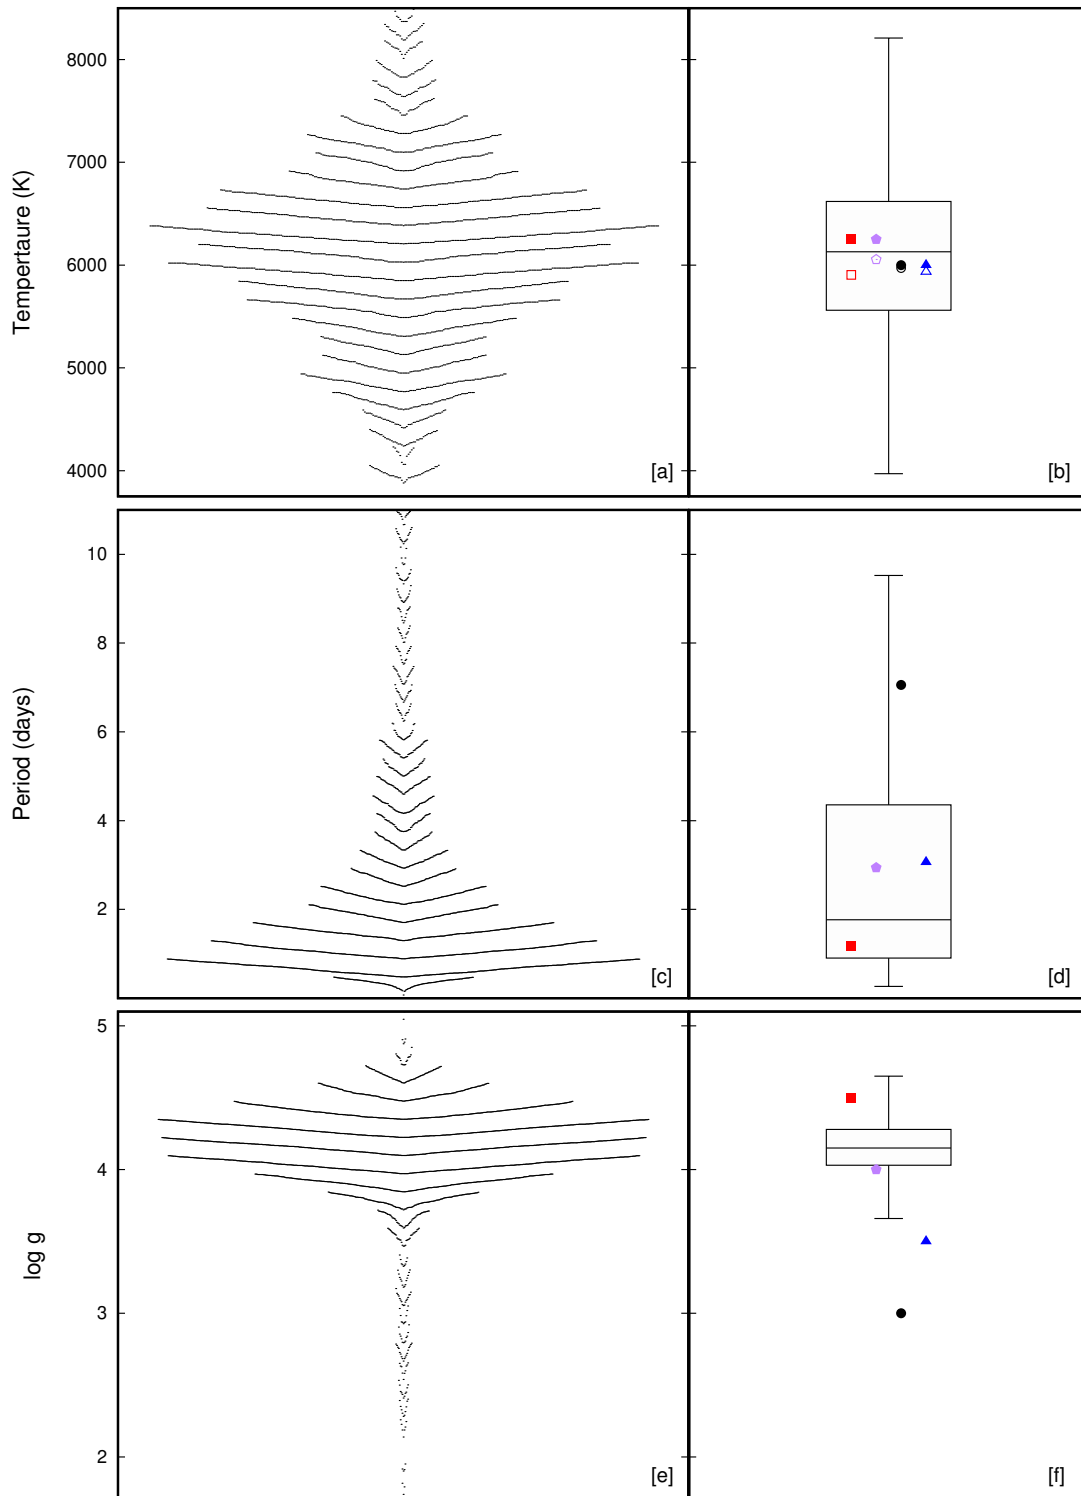 Tempertaure (K)
8000
7000
6000
5000
4000
[a]
[b]
Period (days)
10
8
6
4
2
[c]
[d]
log g
5
4
3
2
[e]
[f]